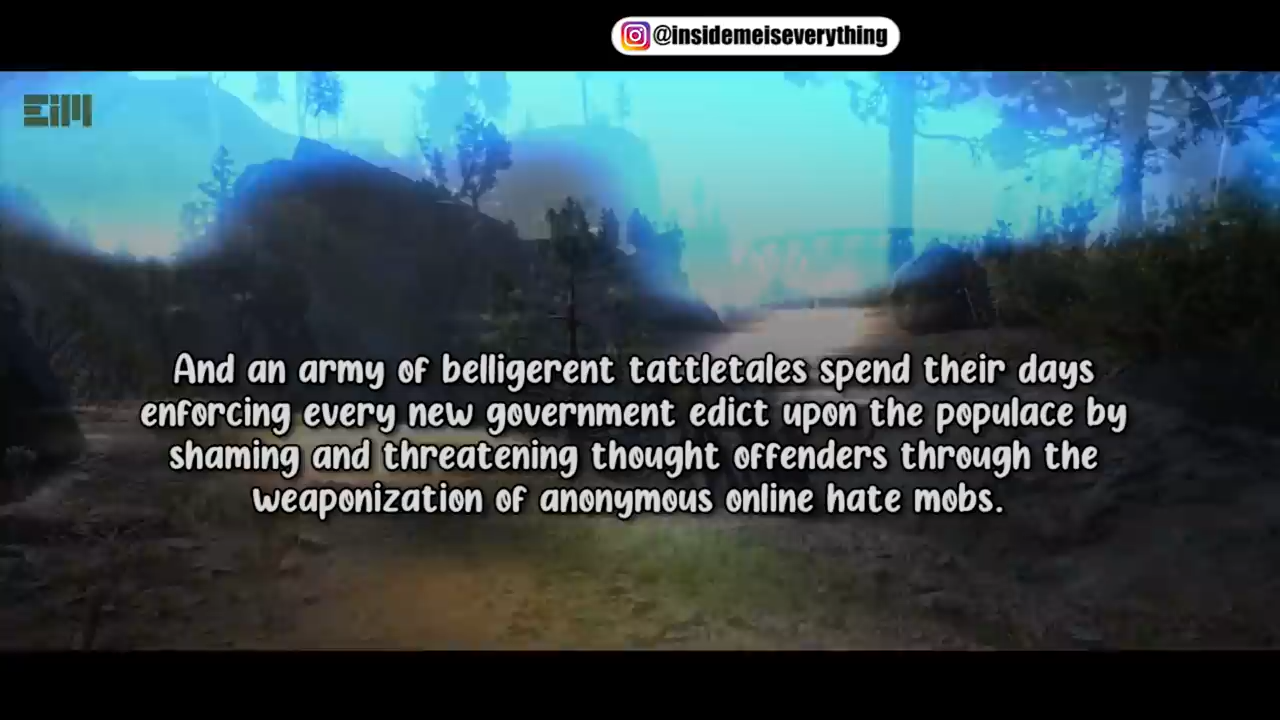 @insidemeiseverything
EiM
And an army of belligerent tattletales spend their days
enforcing every new government edict upon the populace by
shaming and threatening thought offenders through the
weaponization of anonymous online hate mobs.